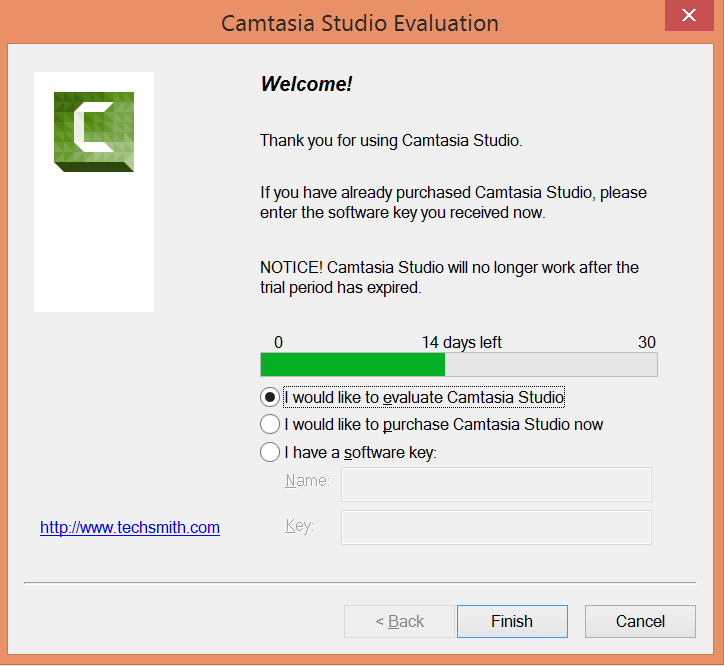 Camtasia Studio Evaluation
Welcome!
Thank you for using Camtasia Studio.
If you have already purchased Camtasia Studio, please
enter the software key you received now.
NOTICE! Camtasia Studio will no longer work after the
trial period has expired.
0 14 days left 30
I would like to evaluate Camtasia Studio
I would like to purchase Camtasia Studio now
I have a software key:
Name:
Key:
http://www.techsmith.com
< Back Finish Cancel